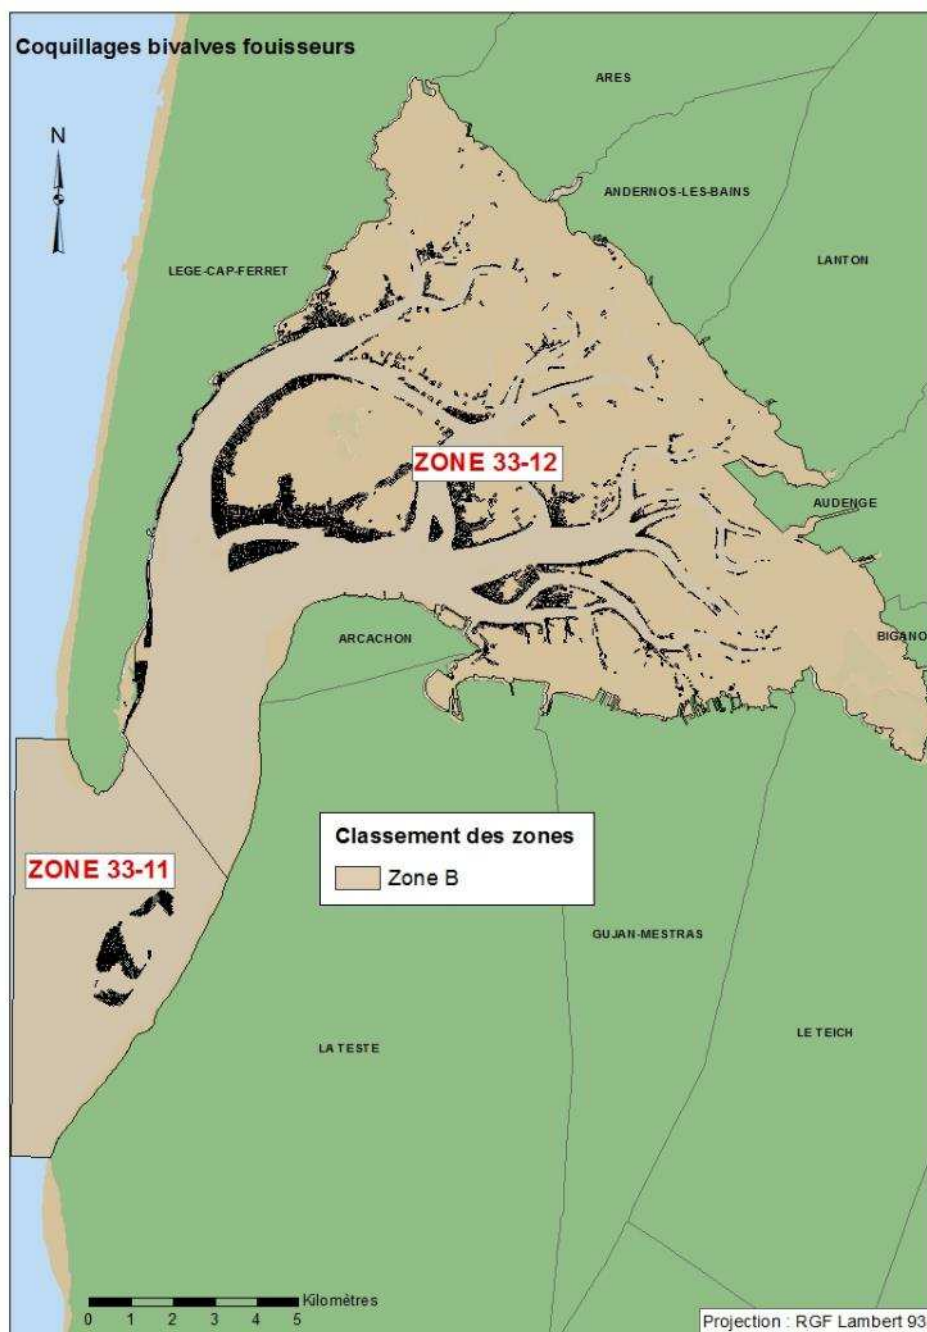 Coquillages bivalves fouisseurs
ARES
N
ANDERNOS-LES-BAINS
LANTON
LEGE-CAP-FERRET
ZONE 33-12
AUDENGE
ARCACHON
BIGANO
Classement des zones
Zone B
ZONE 33-11
GUJAN-MESTRAS
LE TEICH
LA TESTE
Kilomètres
0 1 2 3 4 5
Projection : RGF Lambert 93